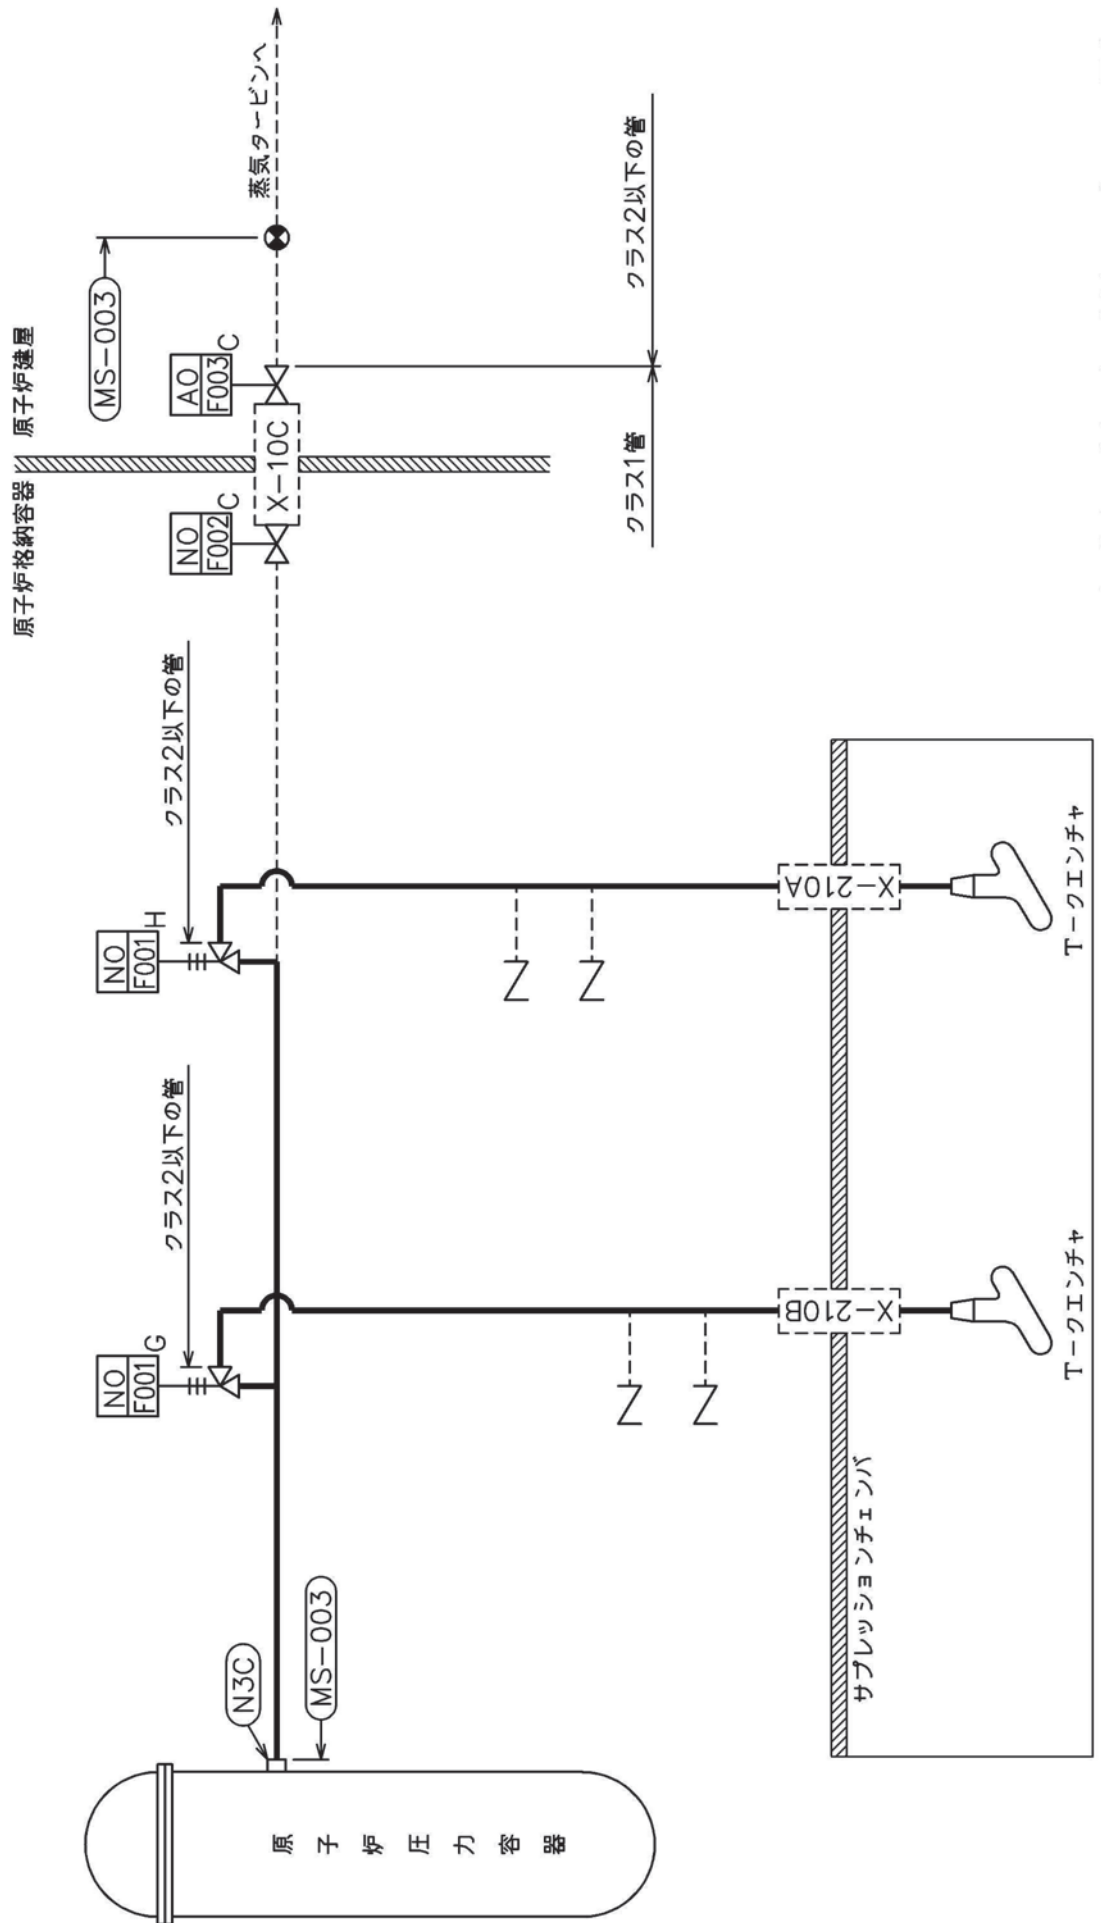 原子炉格納容器
原子炉建屋
MS-003
NO
F001
G
クラス2以下の管
NO
F001
H
クラス2以下の管
NO
F002
C
AO
F003
C
X-10C
蒸気タービンへ
N3C
MS-003
クラス1管
クラス2以下の管
原子炉圧力容器
X-210B
X-210A
サプレッションチェンバ
T-クエンチャ
T-クエンチャ